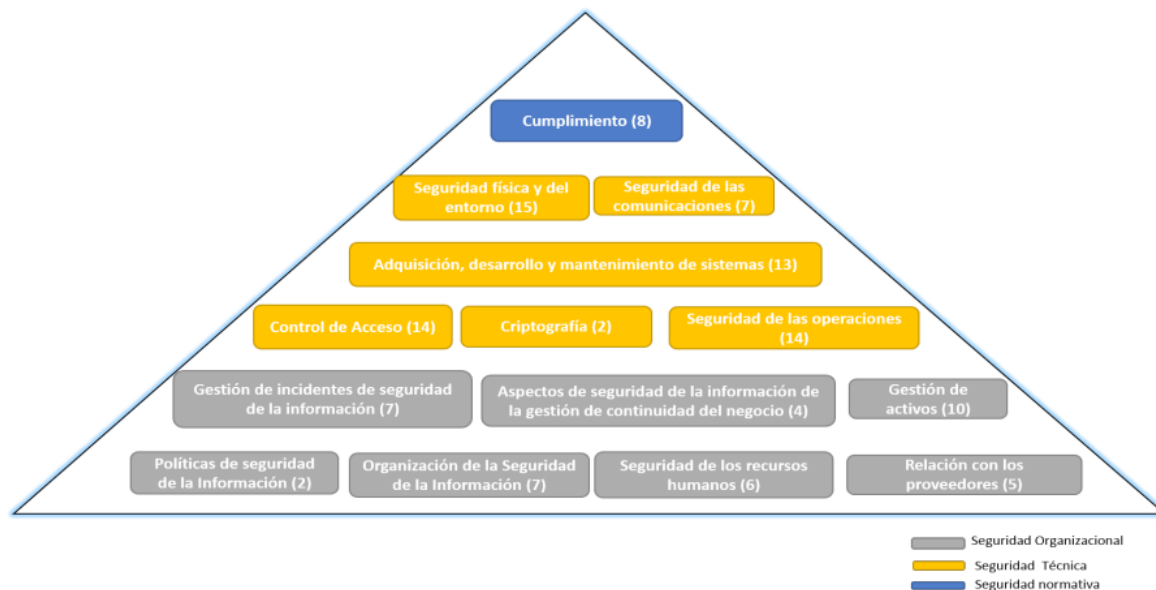 Cumplimiento (8)
Seguridad física y del
entorno (15)
Seguridad de las
comunicaciones (7)
Adquisición, desarrollo y mantenimiento de sistemas (13)
Control de Acceso (14)
Criptografía (2)
Seguridad de las operaciones
(14)
Gestión de incidentes de seguridad
de la información (7)
Aspectos de seguridad de la información de
la gestión de continuidad del negocio (4)
Gestión de
activos (10)
Políticas de seguridad
de la Información (2)
Organización de la Seguridad
de la Información (7)
Seguridad de los recursos
humanos (6)
Relación con los
proveedores (5)
Seguridad Organizacional
Seguridad Técnica
Seguridad normativa